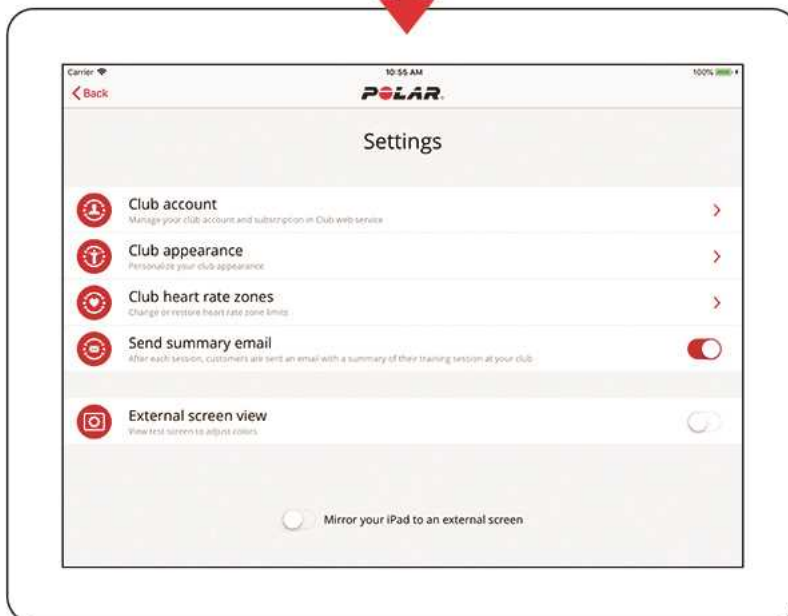 Carrier
10:55 AM
100%
Back
POLAR
Settings
Club account
Manage your club account and subscription in Club web service
Club appearance
Personalize your club appearance
Club heart rate zones
Change or restore heart rate zone limits
Send summary email
After each session, customers are sent an email with a summary of their training session at your club
External screen view
View test screen to adjust colors
Mirror your iPad to an external screen